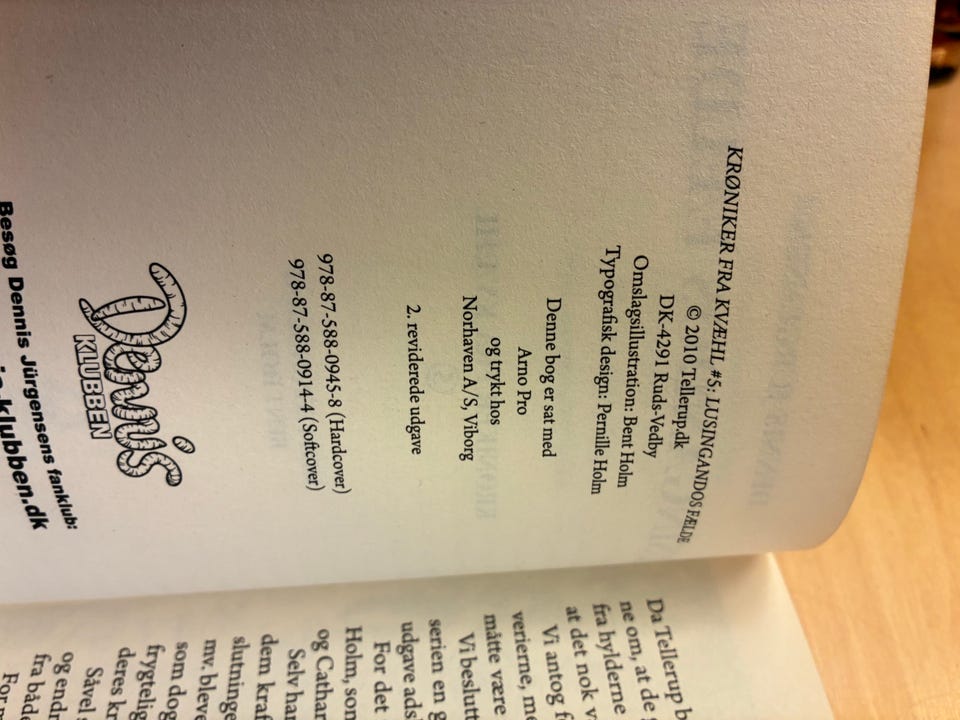 KRØNIKER FRA KVÆHL #5: LUSINGANDOS FÆLDE
© 2010 Tellerup.dk
DK-4291 Ruds-Vedby
Omslagsillustration: Bent Holm
Typografisk design: Pernille Holm
Denne bog er sat med
Arno Pro
og trykt hos
Norhaven A/S, Viborg
2. reviderede udgave
978-87-588-0945-8 (Hardcover)
978-87-588-0914-4 (Softcover)
Dennis
KLUBBEN
Besøg Dennis Jürgensens fanklub:
klubben.dk
Da Tellerup b
ne om, at de
fra hylderne
at det nok v
Vi antog f
verierne, me
måtte være
Vi beslutt
serien en g
udgave ads
For det
Holm, som
og Cathar
Selv har
dem kraf
slutninge
mv. bleve
som dog
frygtelig
deres kr
Såvel s
og endr
fra både
For